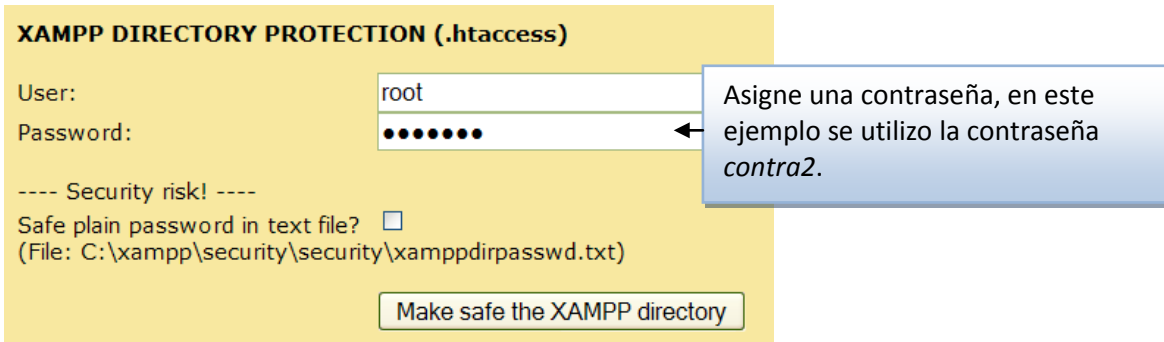 XAMPP DIRECTORY PROTECTION (.htaccess)
User:
root
Password:
●●●●●●●
Asigne una contraseña, en este
ejemplo se utilizo la contraseña
contra2.
---- Security risk! ----
Safe plain password in text file?
(File: C:\xampp\security\security\xamppdirpasswd.txt)
Make safe the XAMPP directory